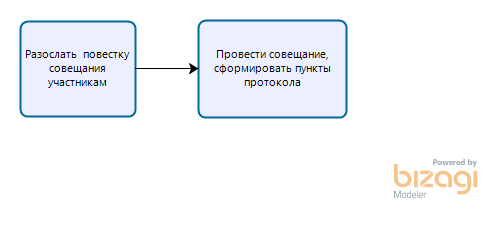 Разослать повестку
совещания
участникам
Провести совещание,
сформировать пункты
протокола
Powered by
bizagi
Modeler